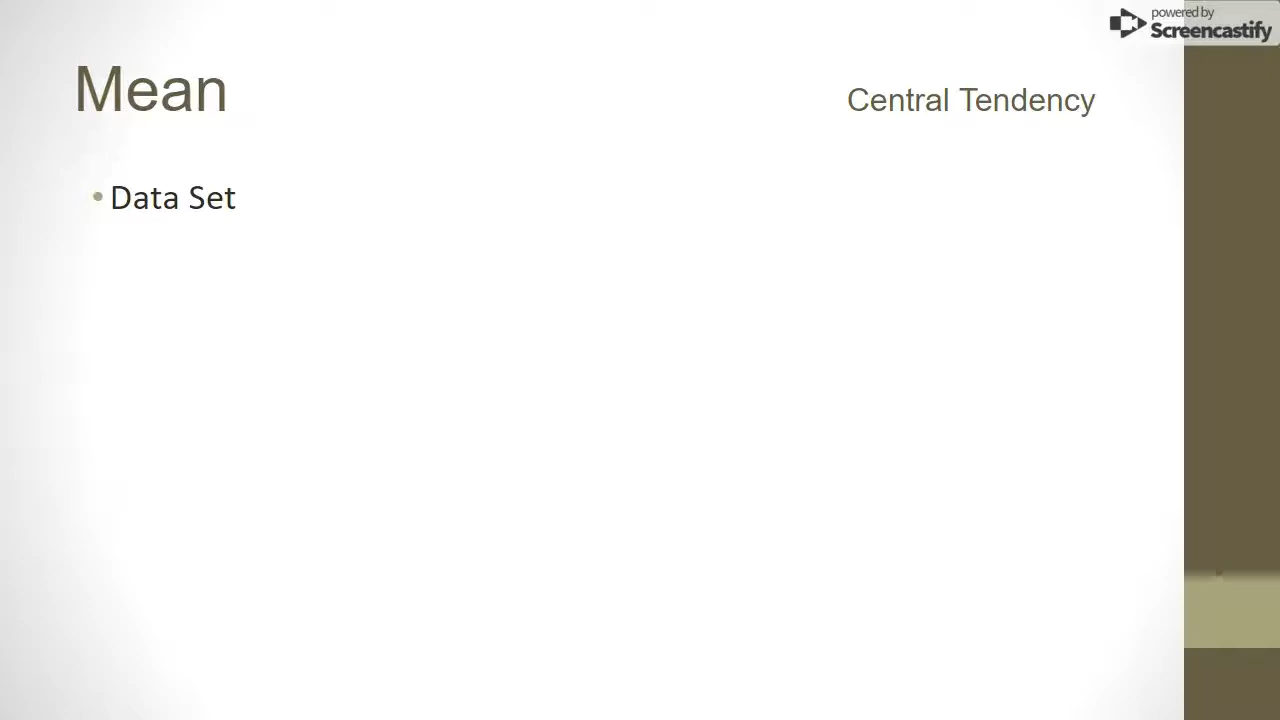 powered by
Screencastify
Mean
Central Tendency
• Data Set